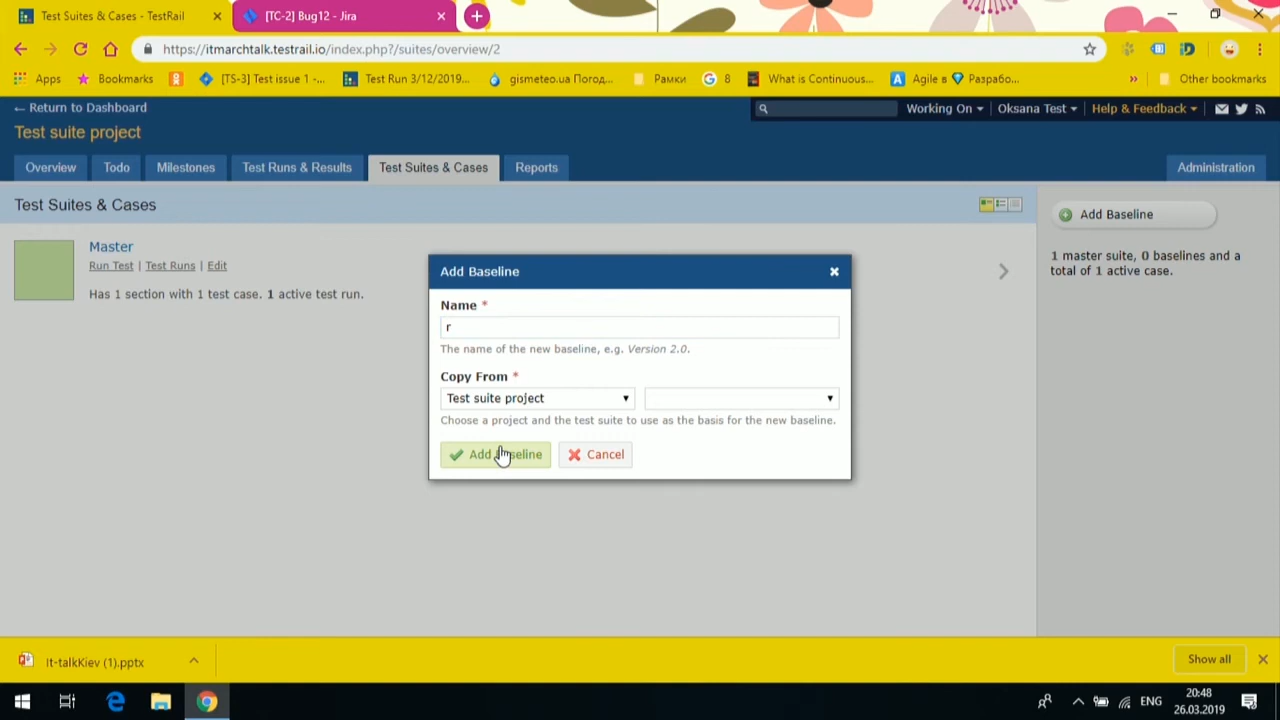 Test Suites & Cases - TestRail
[TC-2] Bug12 - Jira
https://itmarchtalk.testrail.io/index.php?/suites/overview/2
Apps
Bookmarks
[TS-3] Test issue 1 -...
Test Run 3/12/2019...
gismeteo.ua Погод...
Рамки
8
What is Continuous...
Agile в
Разрабо...
»
Other bookmarks
← Return to Dashboard
Working On
Oksana Test
Help & Feedback
Test suite project
Overview
Todo
Milestones
Test Runs & Results
Test Suites & Cases
Reports
Administration
Test Suites & Cases
Add Baseline
1 master suite, 0 baselines and a
total of 1 active case.
Master
Run Test | Test Runs | Edit
Has 1 section with 1 test case. 1 active test run.
Add Baseline
Name *
r
The name of the new baseline, e.g. Version 2.0.
Copy From *
Test suite project
Choose a project and the test suite to use as the basis for the new baseline.
Add Baseline
Cancel
It-talkKiev (1).pptx
Show all
ENG
20:48
26.03.2019